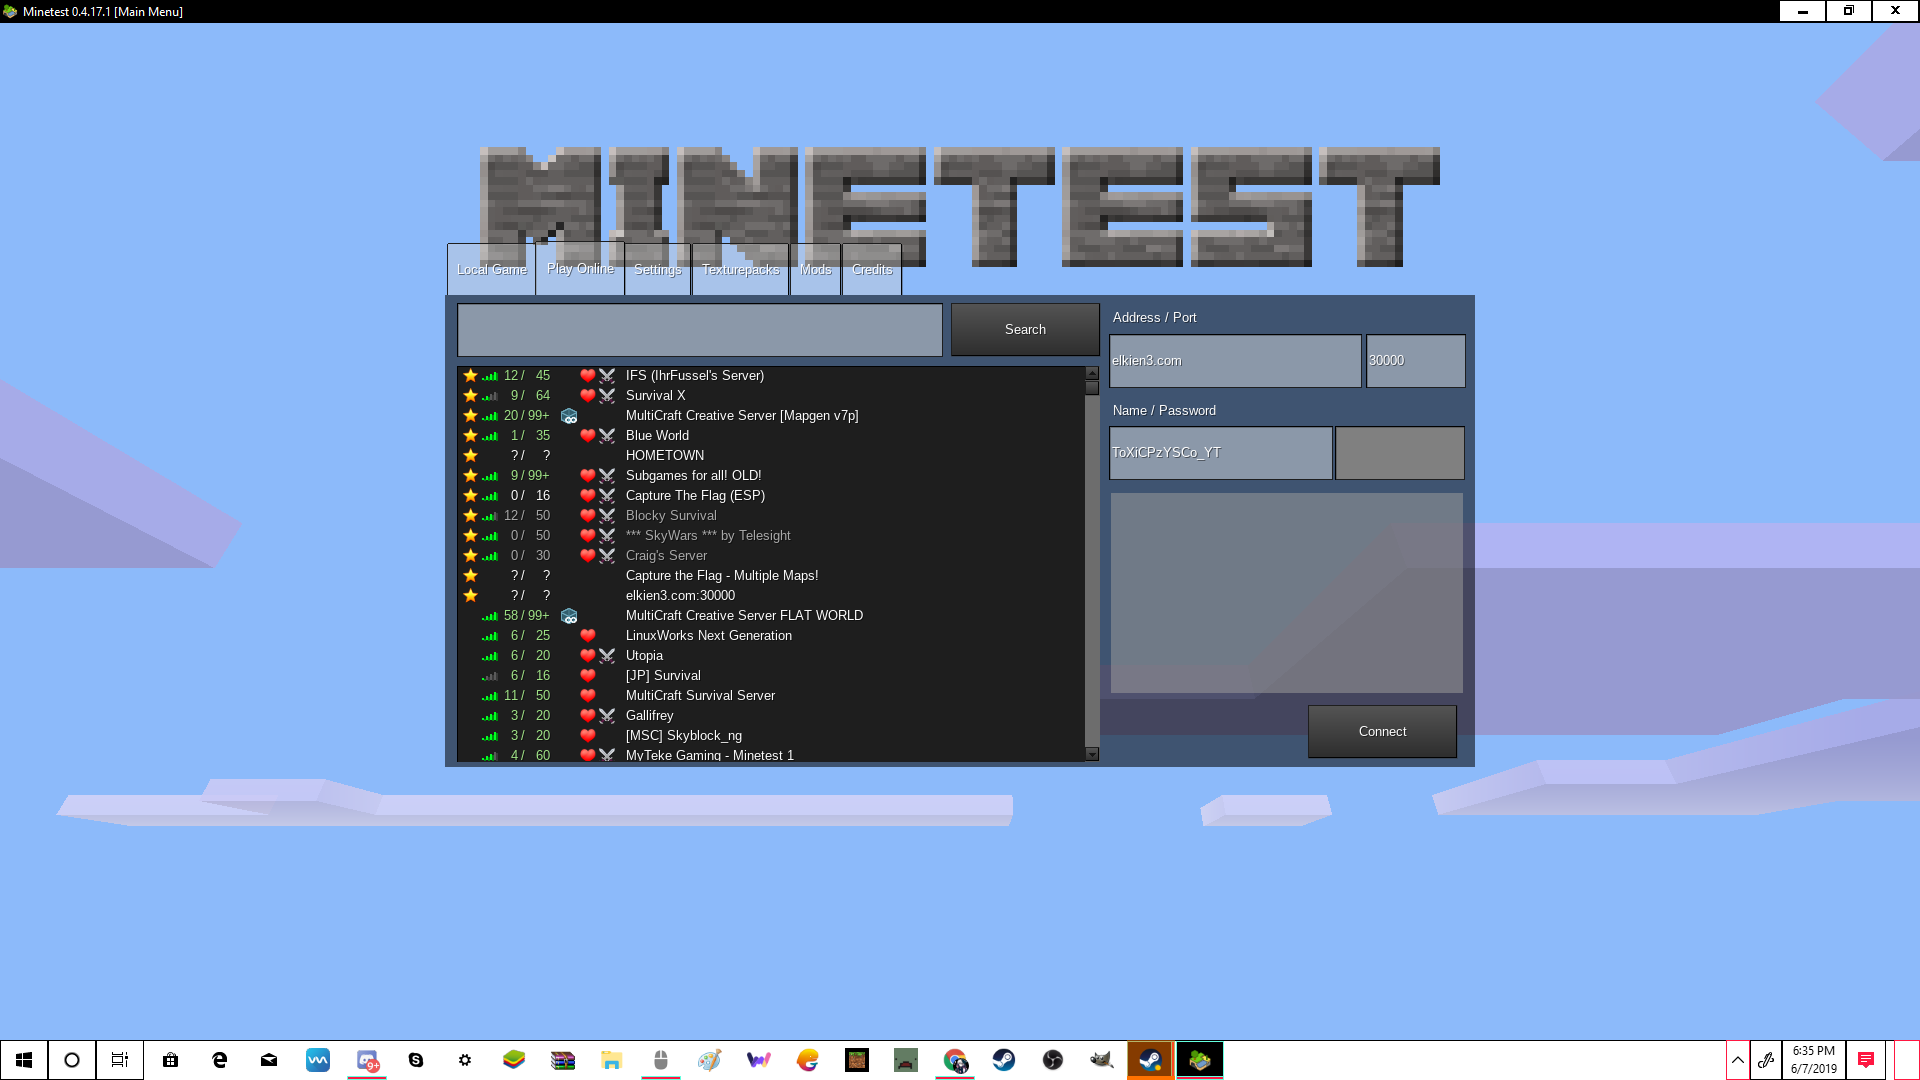 Minetest 0.4.17.1 [Main Menu]
MINETEST
Local Game Play Online Settings Texturepacks Mods Credits
Search
Address / Port
elkien3.com 30000
Name / Password
ToXiCPzYSCo_YT
12 / 45 IFS (IhrFussel's Server)
9 / 64 Survival X
20 / 99+ MultiCraft Creative Server [Mapgen v7p]
1 / 35 Blue World
? / ? HOMETOWN
9 / 99+ Subgames for all! OLD!
0 / 16 Capture The Flag (ESP)
12 / 50 Blocky Survival
0 / 50 *** SkyWars *** by Telesight
0 / 30 Craig's Server
? / ? Capture the Flag - Multiple Maps!
? / ? elkien3.com:30000
58 / 99+ MultiCraft Creative Server FLAT WORLD
6 / 25 LinuxWorks Next Generation
6 / 20 Utopia
6 / 16 [JP] Survival
11 / 50 MultiCraft Survival Server
3 / 20 Gallifrey
3 / 20 [MSC] Skyblock_ng
4 / 60 MyTeke Gaming - Minetest 1
Connect
9+
6:35 PM
6/7/2019